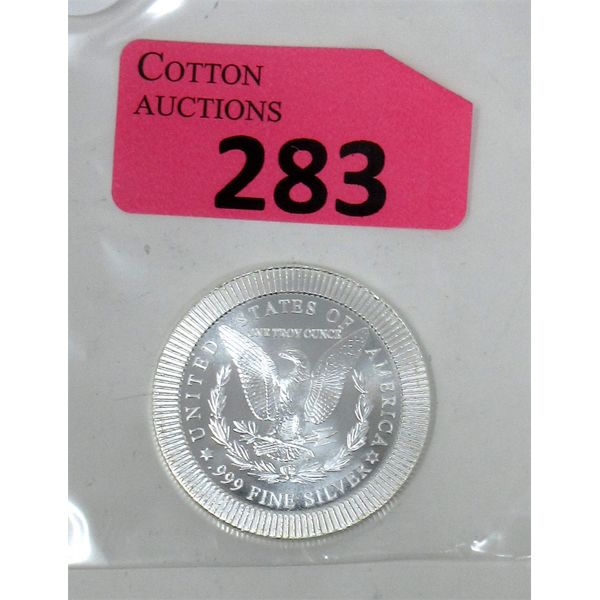 COTTON
AUCTIONS
283
UNITED STATES OF AMERICA
ONE TROY OUNCE
.999 FINE SILVER